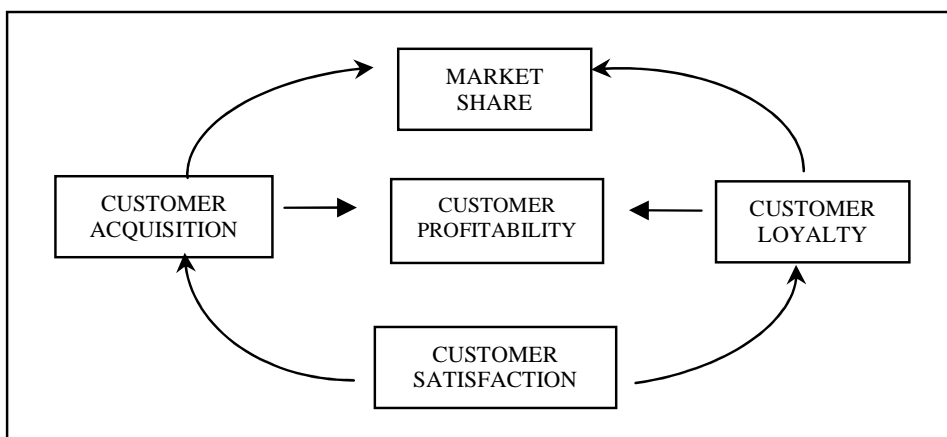 MARKET
SHARE
CUSTOMER
ACQUISITION
CUSTOMER
PROFITABILITY
CUSTOMER
LOYALTY
CUSTOMER
SATISFACTION